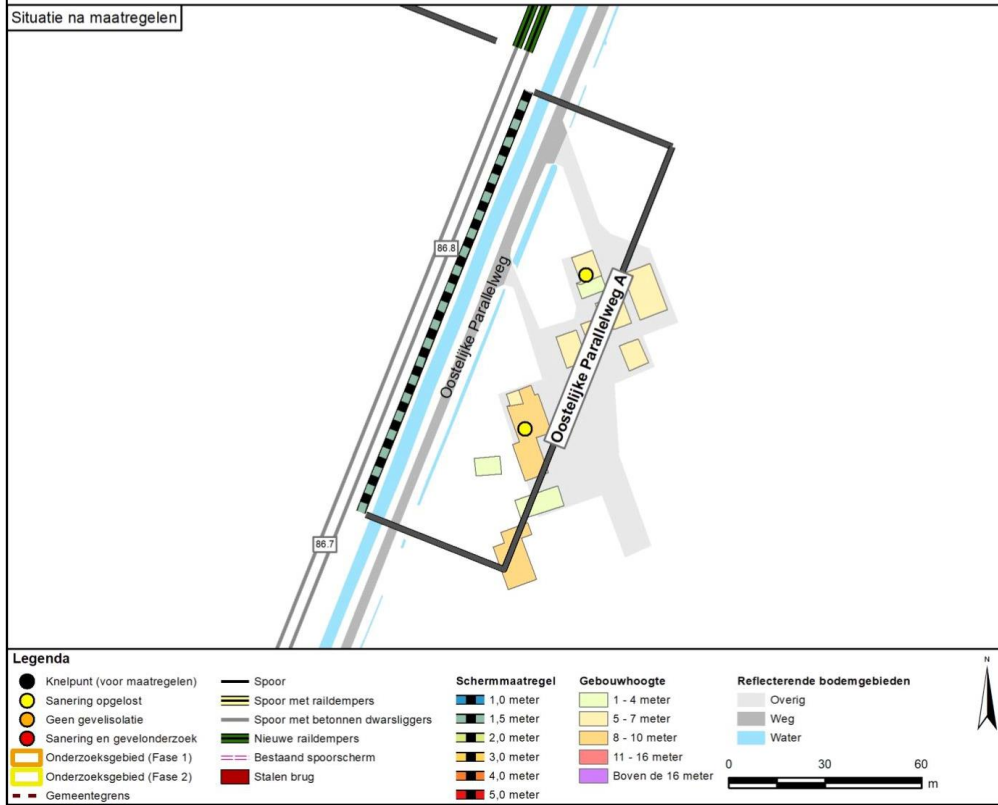 Situatie na maatregelen
86.8
Oostelijke Parallelweg
Oostelijke Parallelweg A
86.7
Legenda
Knelpunt (voor maatregelen)
Sanering opgelost
Geen gevelisolatie
Sanering en gevelonderzoek
Onderzoeksgebied (Fase 1)
Onderzoeksgebied (Fase 2)
Gemeentegrens
Spoor
Spoor met raildempers
Spoor met betonnen dwarsliggers
Nieuwe raildempers
Bestaand spoorscherm
Stalen brug
Schermmaatregel
1,0 meter
1,5 meter
2,0 meter
3,0 meter
4,0 meter
5,0 meter
Gebouwhoogte
1 - 4 meter
5 - 7 meter
8 - 10 meter
11 - 16 meter
Boven de 16 meter
Reflecterende bodemgebieden
Overig
Weg
Water
N
0 30 60
m